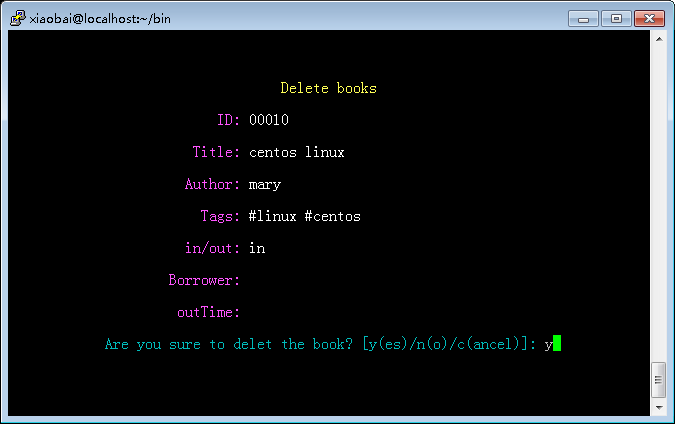 xiaobai@localhost:~/bin
Delete books
ID: 00010
Title: centos linux
Author: mary
Tags: #linux #centos
in/out: in
Borrower:
outTime:
Are you sure to delet the book? [y(es)/n(o)/c(ancel)]: y